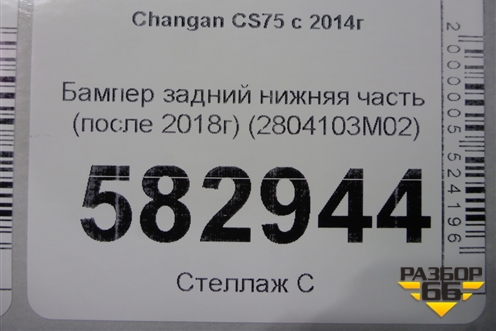 Changan CS75 с 2014г
Бампер задний нижняя часть
(после 2018г) (2804103M02)
582944
Стеллаж С
2000005524196
РАЗБОР
66